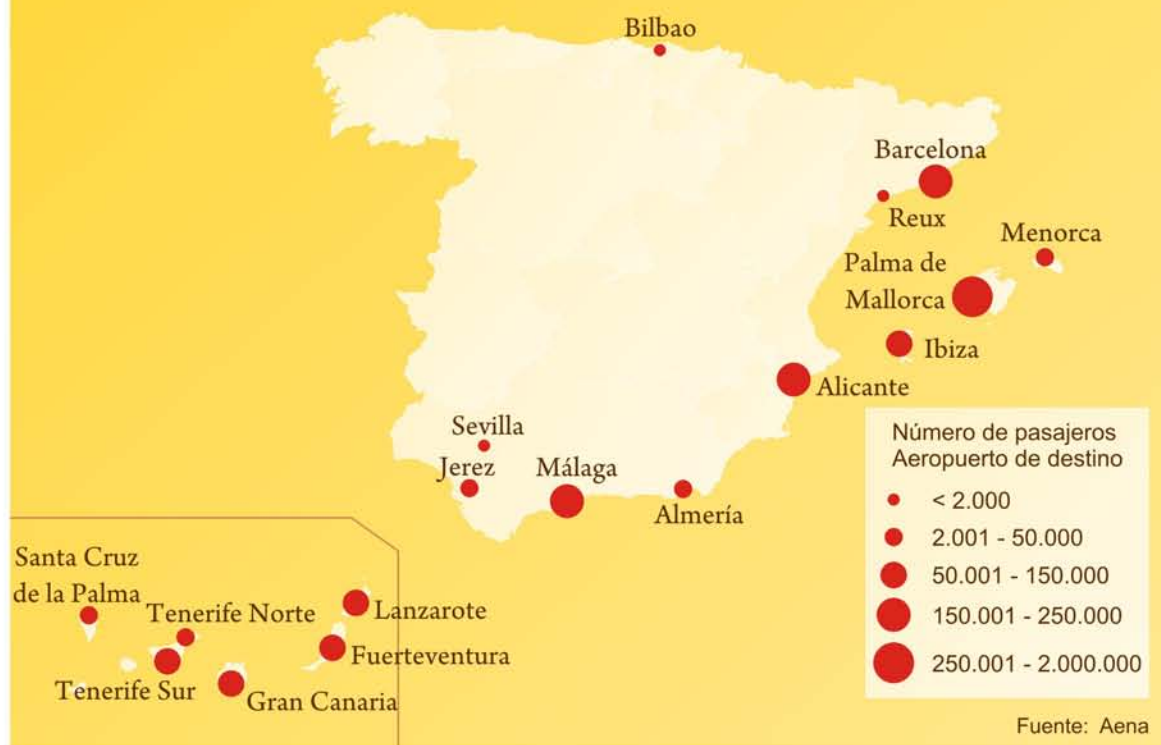 Bilbao
Barcelona
Reux
Menorca
Palma de
Mallorca
Ibiza
Alicante
Sevilla
Jerez
Málaga
Almería
Santa Cruz
de la Palma
Tenerife Norte
Lanzarote
Fuerteventura
Tenerife Sur
Gran Canaria
Número de pasajeros
Aeropuerto de destino
< 2.000
2.001 - 50.000
50.001 - 150.000
150.001 - 250.000
250.001 - 2.000.000
Fuente: Aena